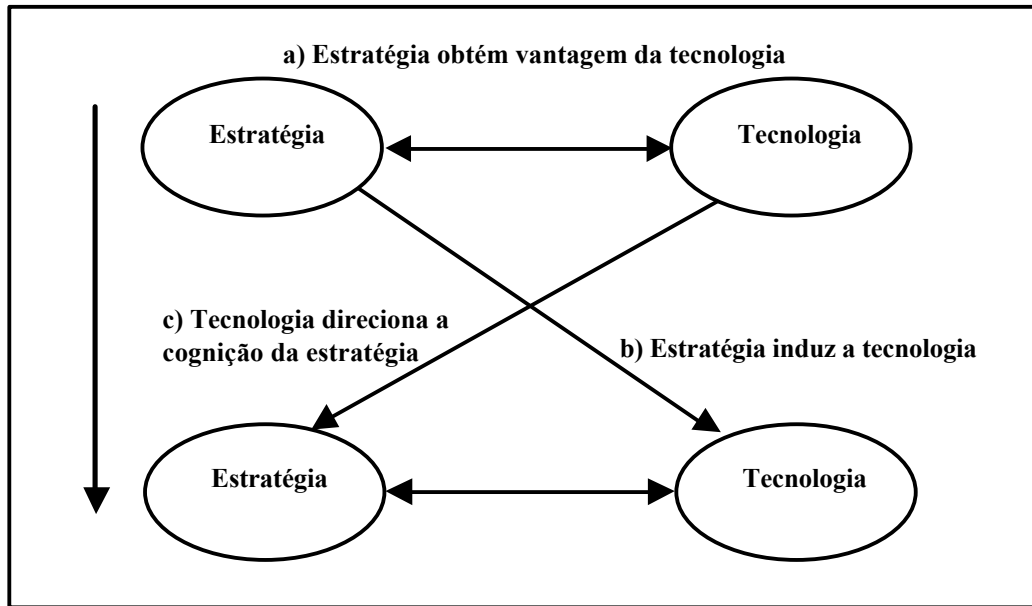 a) Estratégia obtém vantagem da tecnologia
Estratégia
Tecnologia
c) Tecnologia direciona a
cognição da estratégia
b) Estratégia induz a tecnologia
Estratégia
Tecnologia